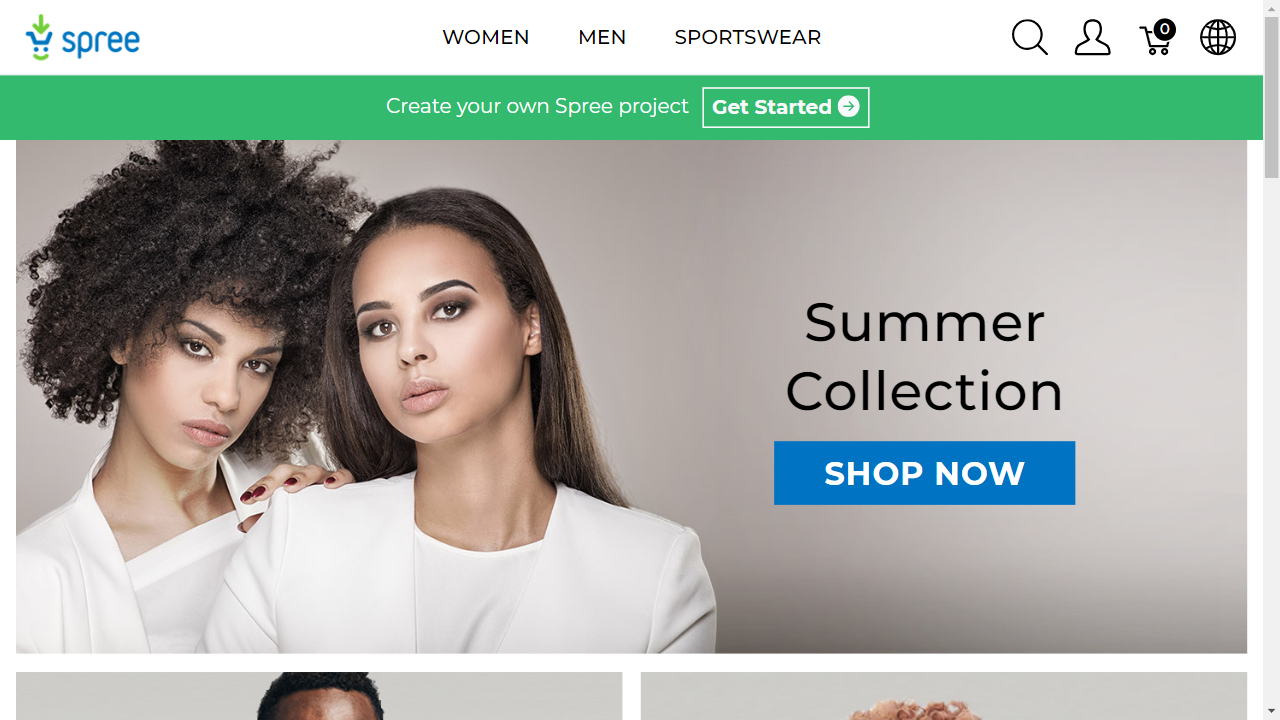 spree
WOMEN MEN SPORTSWEAR
0
Create your own Spree project Get Started
Summer
Collection
SHOP NOW